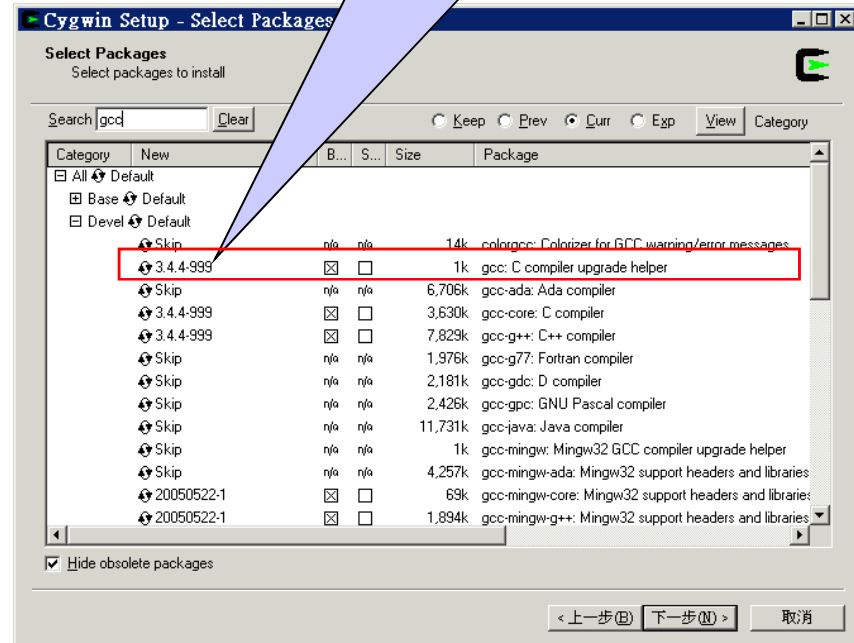 Cygwin Setup - Select Packages
Select Packages
Select packages to install
Search gcc Clear Keep Prev Curr Exp View Category
Category New B... S... Size Package
All Default
Base Default
Devel Default
Skip n/a n/a 14k colorgcc: Colorizer for GCC warning/error messages
3.4.4-999 1k gcc: C compiler upgrade helper
Skip n/a n/a 6,706k gcc-ada: Ada compiler
3.4.4-999 3,630k gcc-core: C compiler
3.4.4-999 7,829k gcc-g++: C++ compiler
Skip n/a n/a 1,976k gcc-g77: Fortran compiler
Skip n/a n/a 2,181k gcc-gdc: D compiler
Skip n/a n/a 2,426k gcc-gpc: GNU Pascal compiler
Skip n/a n/a 11,731k gcc-java: Java compiler
Skip n/a n/a 1k gcc-mingw: Mingw32 GCC compiler upgrade helper
Skip n/a n/a 4,257k gcc-mingw-ada: Mingw32 support headers and libraries
20050522-1 69k gcc-mingw-core: Mingw32 support headers and libraries
20050522-1 1,894k gcc-mingw-g++: Mingw32 support headers and libraries
Hide obsolete packages
<上一步(B) 下一步(N)> 取消